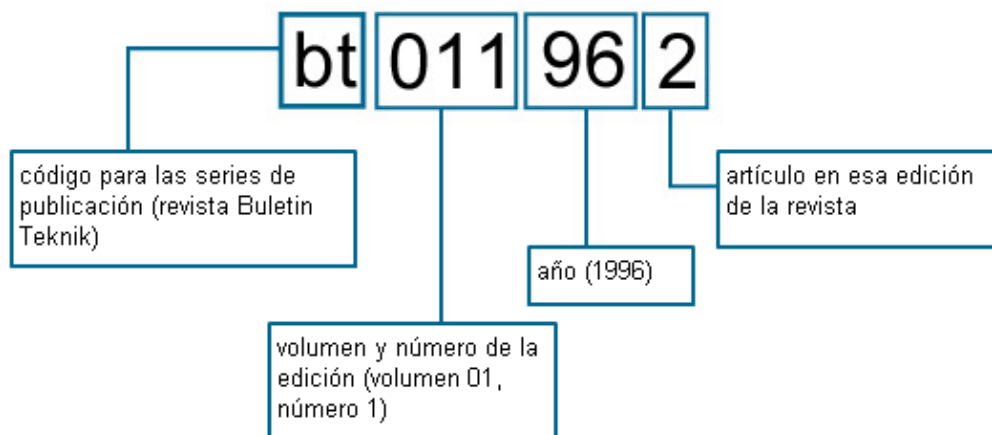 bt 011 96 2
código para las series de
publicación (revista Buletin
Teknik)
artículo en esa edición
de la revista
año (1996)
volumen y número de la
edición (volumen 01,
número 1)